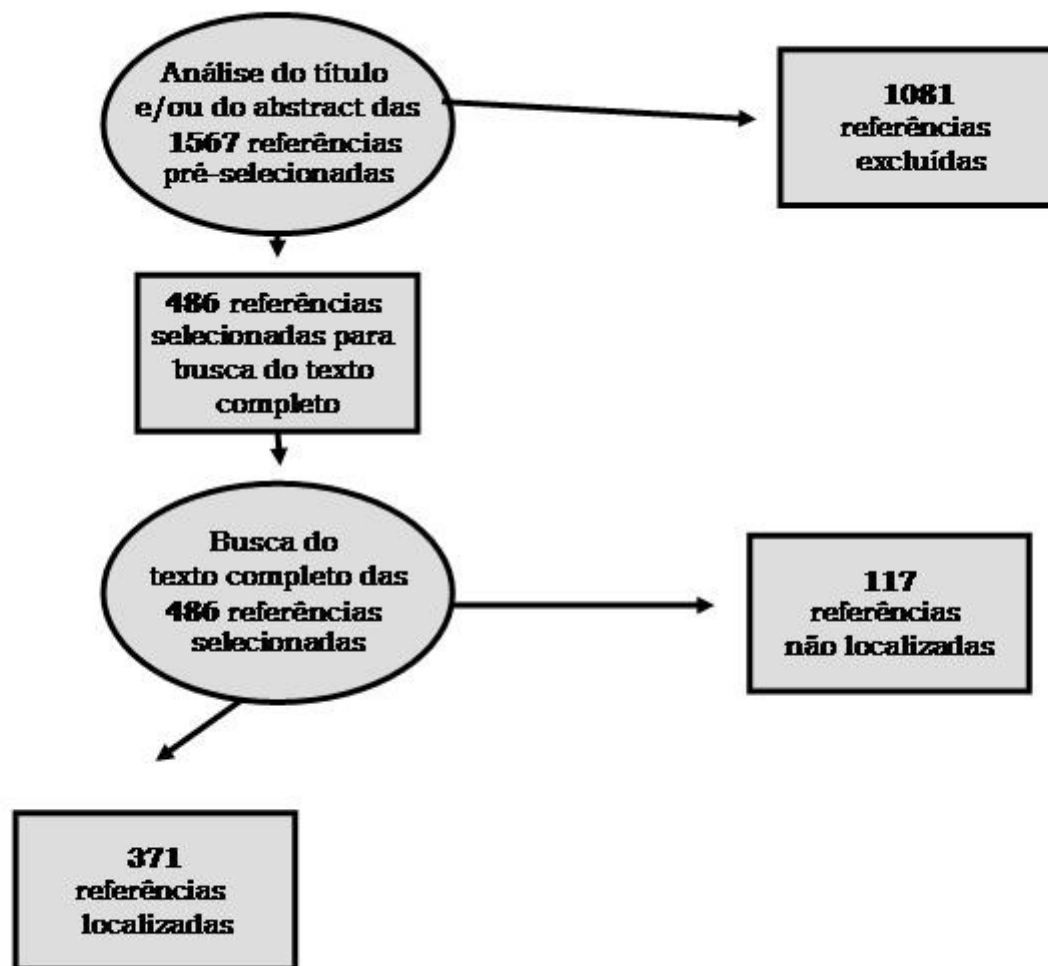 Análise do título
e/ou do abstract das
1567 referências
pré-selecionadas
1081
referências
excluídas
486 referências
selecionadas para
busca do texto
completo
Busca do
texto completo das
486 referências
selecionadas
117
referências
não localizadas
371
referências
localizadas